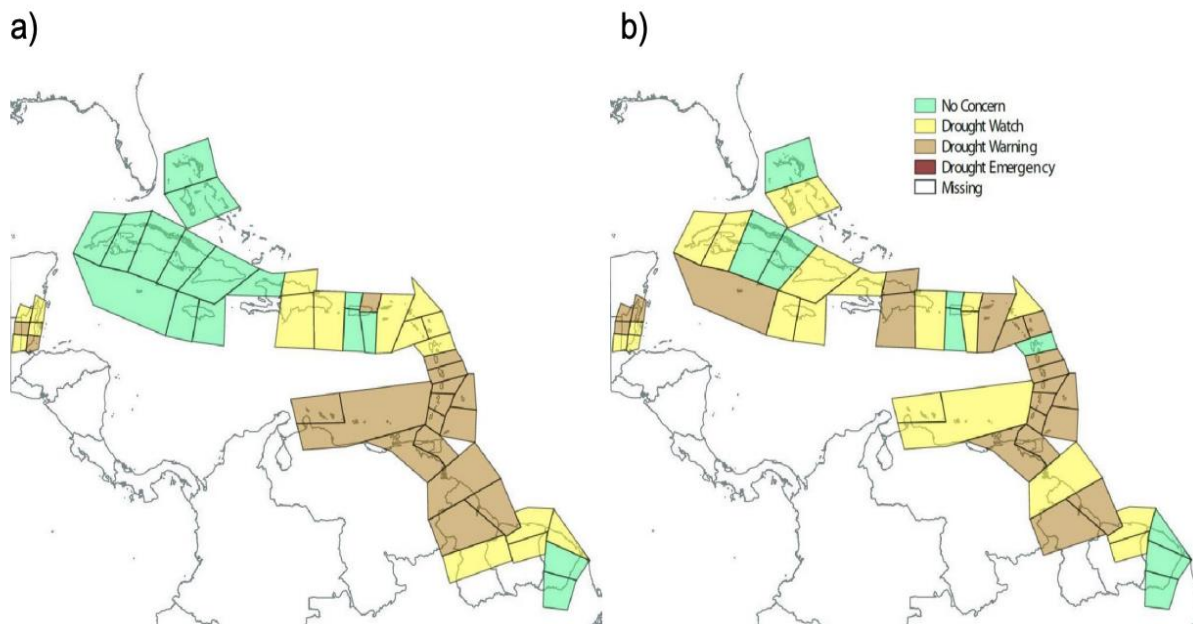 a)
b)
No Concern
Drought Watch
Drought Warning
Drought Emergency
Missing